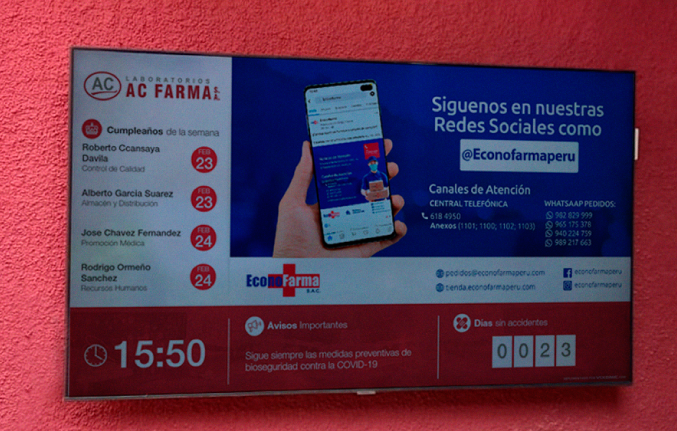 AC
LABORATORIOS
AC FARMA S.A.
Cumpleaños de la semana
Roberto Ccansaya
Davila
Control de Calidad
FEB
23
Alberto Garcia Suarez
Almacén y Distribución
FEB
23
Jose Chavez Fernandez
Promoción Médica
FEB
24
Rodrigo Ormeño
Sanchez
Recursos Humanos
FEB
24
Siguenos en nuestras
Redes Sociales como
@Econofarmaperu
Canales de Atención
CENTRAL TELEFÓNICA
618 4950
Anexos (1101; 1100; 1102; 1103)
WHATSAAP PEDIDOS:
982 829 999
965 175 378
940 224 759
989 217 663
EconoFarma
S.A.C.
pedidos@econofarmaperu.com
tienda.econofarmaperu.com
econofarmaperu
econofarmaperu
15:50
Avisos Importantes
Sigue siempre las medidas preventivas de
bioseguridad contra la COVID-19
Dias sin accidentes
0 0 2 3